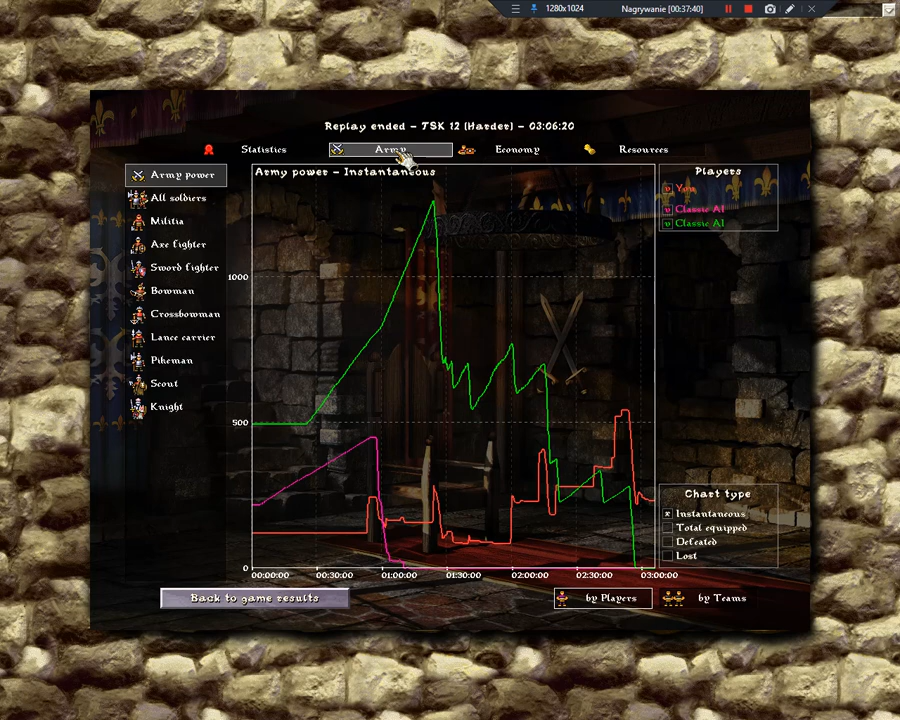 1280x1024 Nagrywanie [00:37:40]
Replay ended - TSK 12 (Harder) - 03:06:20
Statistics Army Economy Resources
Army power
All soldiers
Militia
Axe fighter
Sword fighter
Bowman
Crossbowman
Lance carrier
Pikeman
Scout
Knight
Army power - Instantaneous
1000
500
0
00:00:00 00:30:00 01:00:00 01:30:00 02:00:00 02:30:00 03:00:00
Players
v You
v Classic AI
v Classic AI
Chart type
x Instantaneous
Total equipped
Defeated
Lost
Back to game results
by Players by Teams